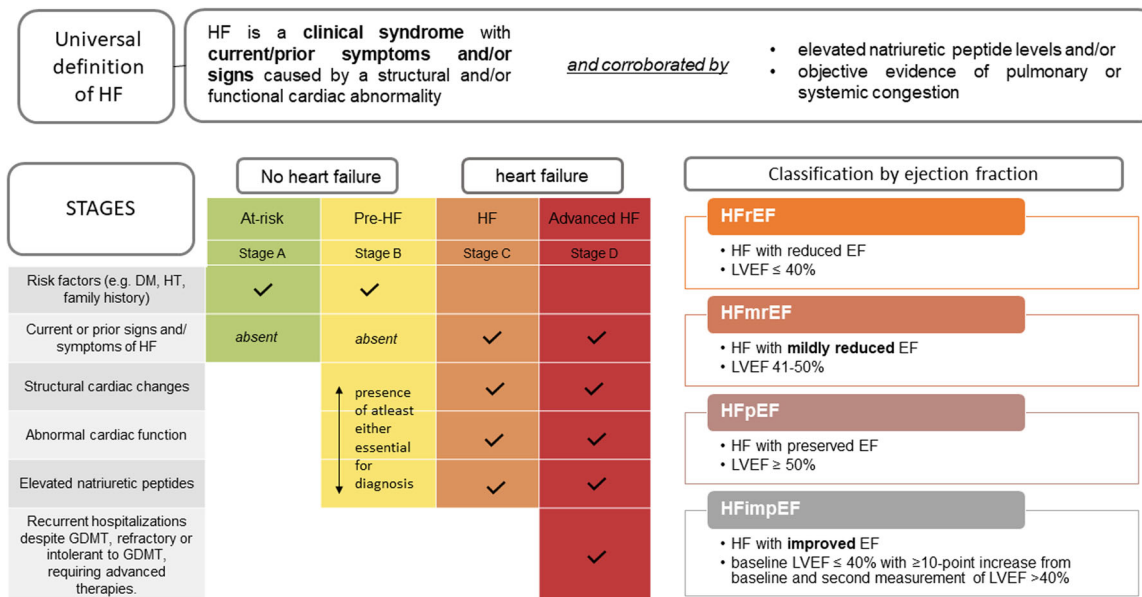 Universal
definition
of HF
HF is a clinical syndrome with
current/prior symptoms and/or
signs caused by a structural and/or
functional cardiac abnormality
and corroborated by
• elevated natriuretic peptide levels and/or
• objective evidence of pulmonary or
systemic congestion
STAGES
No heart failure
heart failure
At-risk
Pre-HF
HF
Advanced HF
Stage A
Stage B
Stage C
Stage D
Risk factors (e.g. DM, HT,
family history)
✓
✓
Current or prior signs and/
symptoms of HF
absent
absent
✓
✓
Structural cardiac changes
✓
✓
Abnormal cardiac function
✓
✓
Elevated natriuretic peptides
✓
✓
presence
of atleast
either
essential
for
diagnosis
Recurrent hospitalizations
despite GDMT, refractory or
intolerant to GDMT,
requiring advanced
therapies.
✓
Classification by ejection fraction
HFrEF
• HF with reduced EF
• LVEF ≤ 40%
HFmrEF
• HF with mildly reduced EF
• LVEF 41-50%
HFpEF
• HF with preserved EF
• LVEF ≥ 50%
HFimpEF
• HF with improved EF
• baseline LVEF ≤ 40% with ≥10-point increase from
baseline and second measurement of LVEF >40%